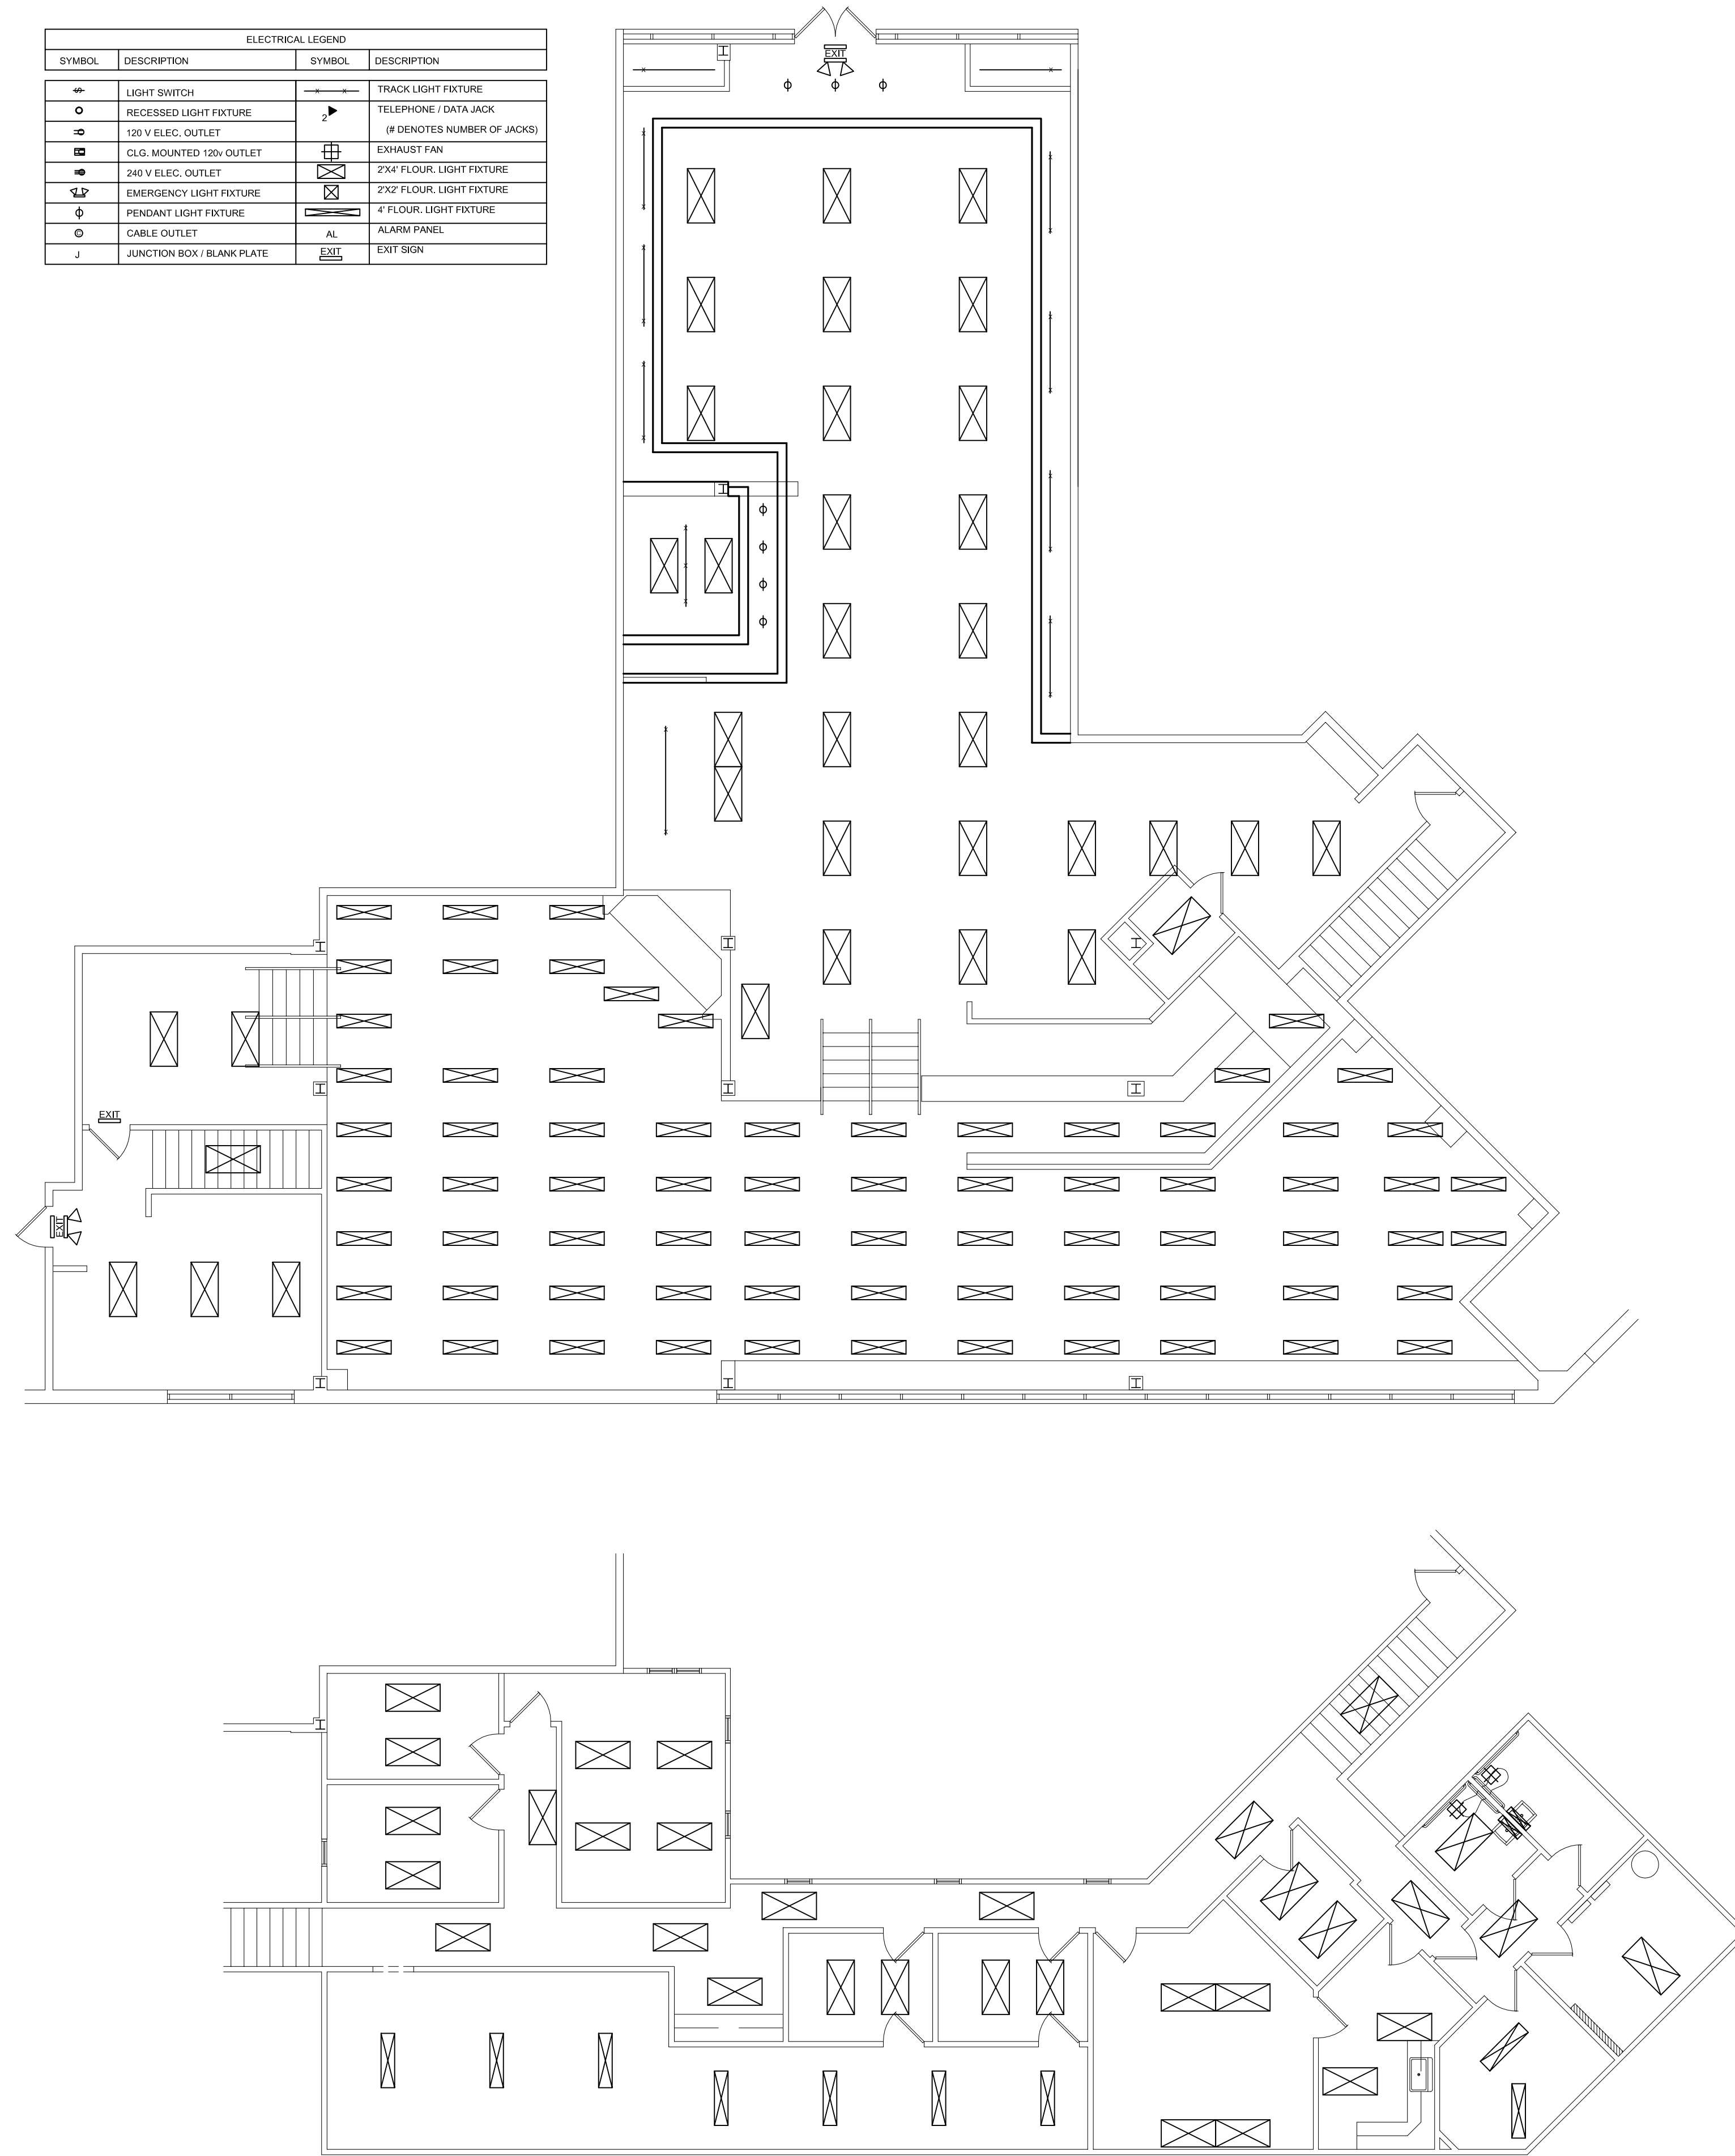 ELECTRICAL LEGEND
SYMBOL DESCRIPTION SYMBOL DESCRIPTION
LIGHT SWITCH TRACK LIGHT FIXTURE
RECESSED LIGHT FIXTURE 2 TELEPHONE / DATA JACK
120 V ELEC. OUTLET (# DENOTES NUMBER OF JACKS)
CLG. MOUNTED 120v OUTLET EXHAUST FAN
240 V ELEC. OUTLET 2'X4' FLOUR. LIGHT FIXTURE
EMERGENCY LIGHT FIXTURE 2'X2' FLOUR. LIGHT FIXTURE
PENDANT LIGHT FIXTURE 4' FLOUR. LIGHT FIXTURE
C CABLE OUTLET AL ALARM PANEL
J JUNCTION BOX / BLANK PLATE EXIT EXIT SIGN
EXIT
EXIT
EXIT